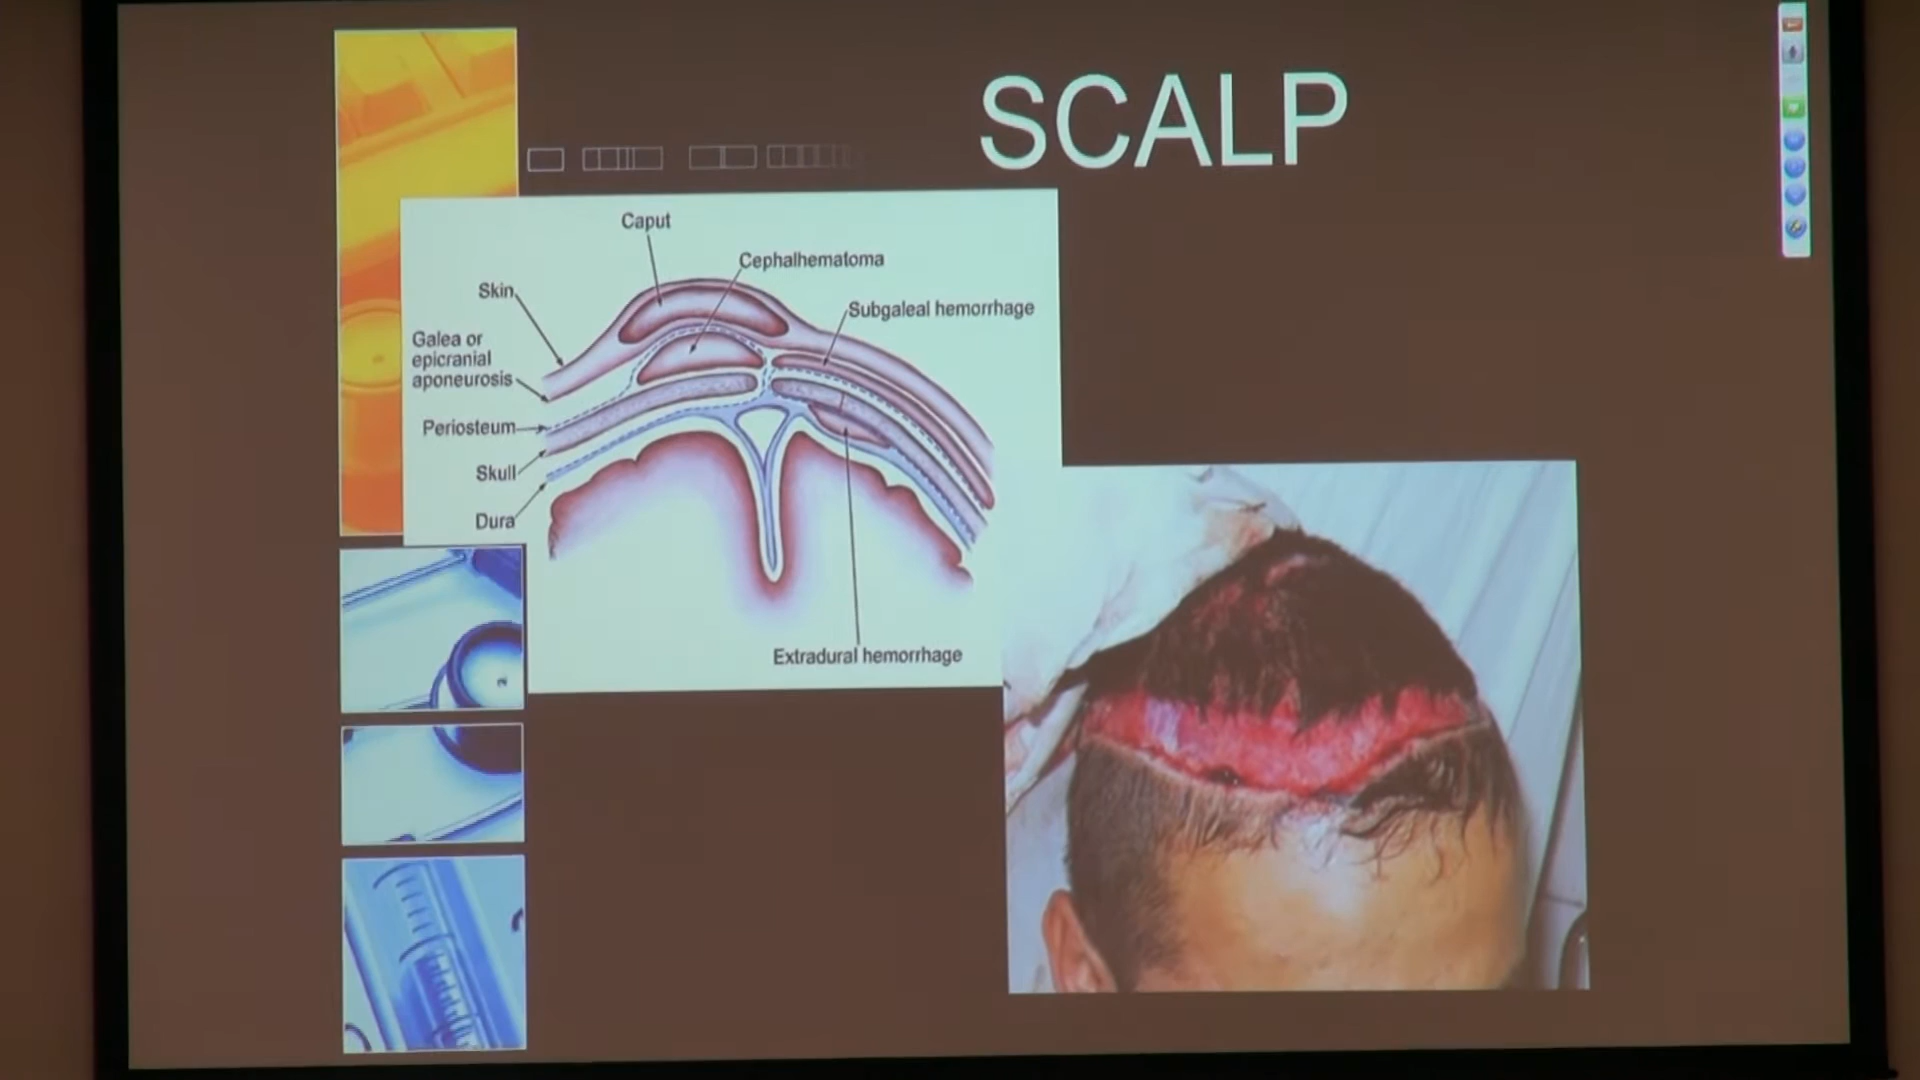 SCALP
Caput
Cephalhematoma
Skin
Subgaleal hemorrhage
Galea or
epicranial
aponeurosis
Periosteum
Skull
Dura
Extradural hemorrhage